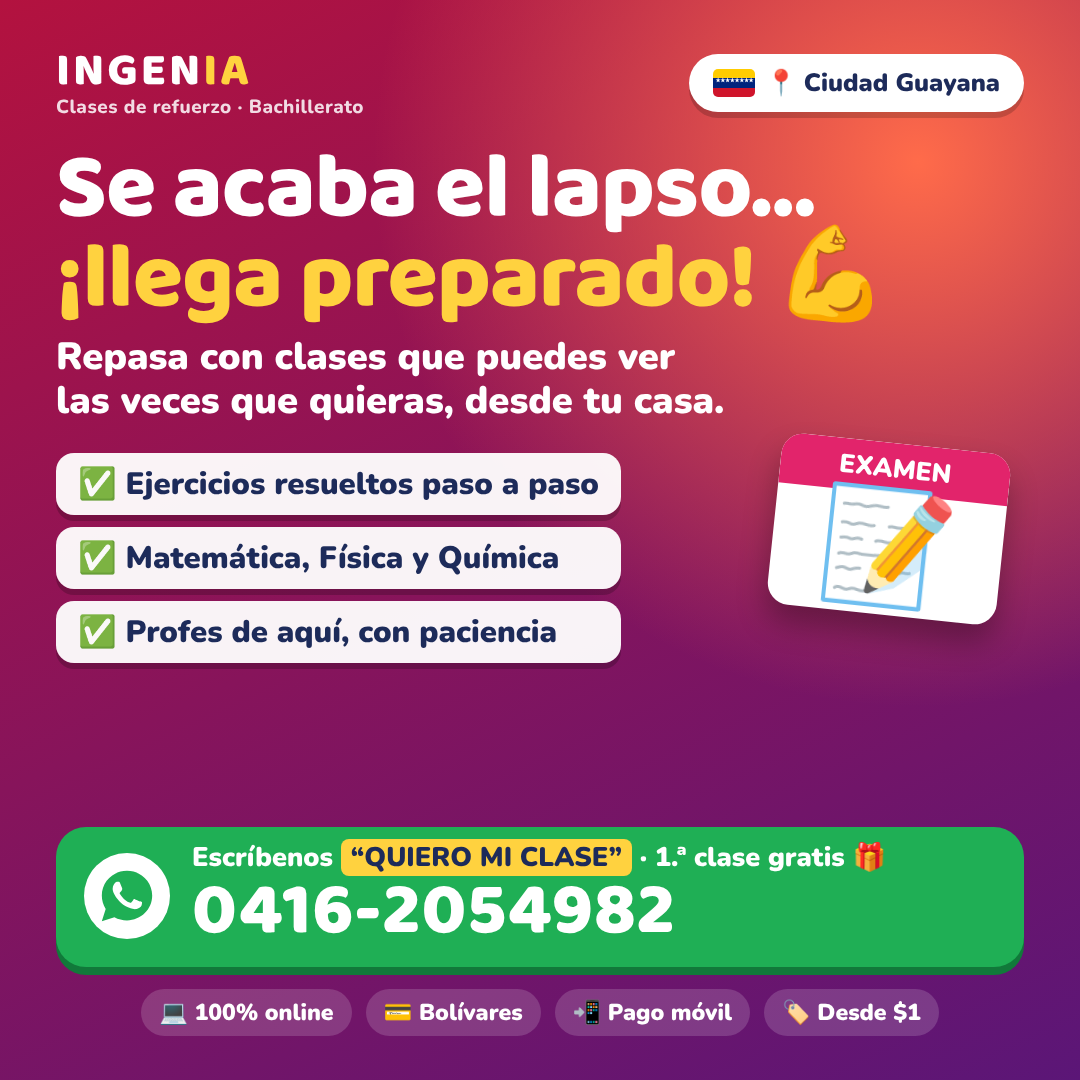 INGENIA
Clases de refuerzo · Bachillerato
📍 Ciudad Guayana
Se acaba el lapso...
¡llega preparado! 💪
Repasa con clases que puedes ver
las veces que quieras, desde tu casa.
✅ Ejercicios resueltos paso a paso
✅ Matemática, Física y Química
✅ Profes de aquí, con paciencia
EXAMEN
Escríbenos “QUIERO MI CLASE” · 1.ª clase gratis 🎁
0416-2054982
💻 100% online
💳 Bolívares
📲 Pago móvil
🏷️ Desde $1